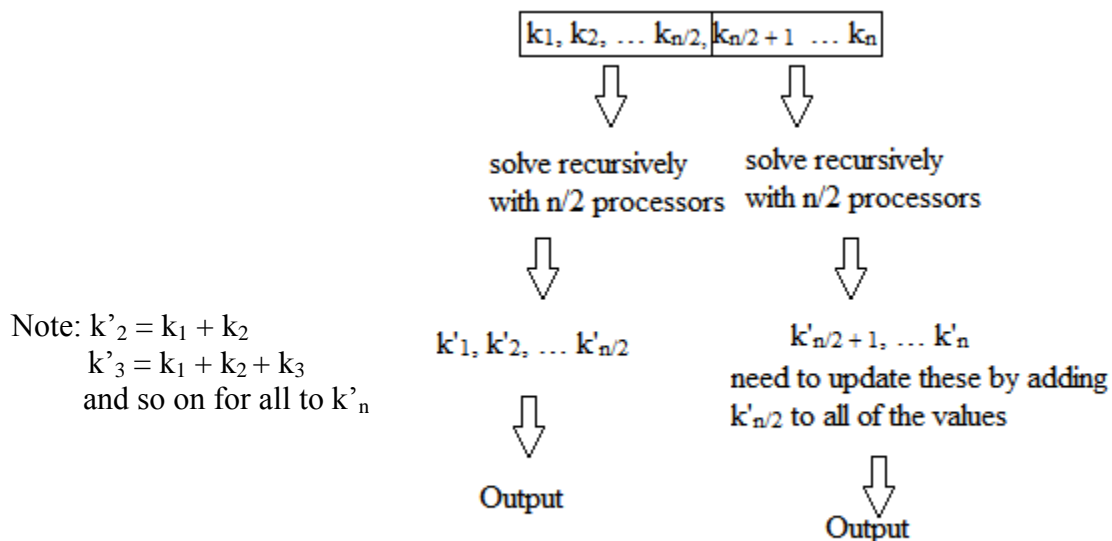 k1, k2, … kn/2, kn/2 + 1 … kn
solve recursively
with n/2 processors
solve recursively
with n/2 processors
Note: k’2 = k1 + k2
k’3 = k1 + k2 + k3
and so on for all to k’n
k'1, k'2, … k'n/2
k'n/2 + 1, … k'n
need to update these by adding
k'n/2 to all of the values
Output
Output